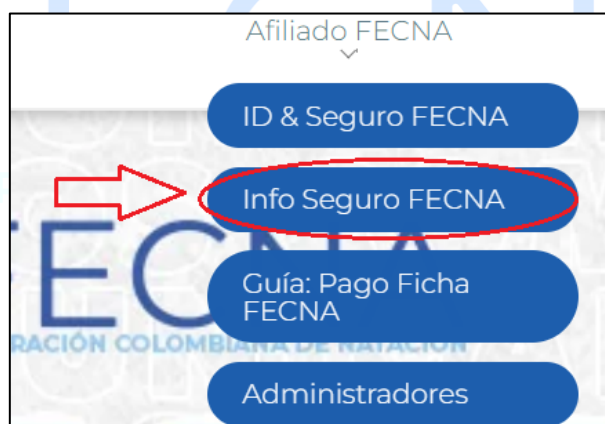 Afiliado FECNA
ID & Seguro FECNA
Info Seguro FECNA
Guía: Pago Ficha
FECNA
Administradores
FECNA
RACIÓN COLOMBIANA DE NATACIÓN